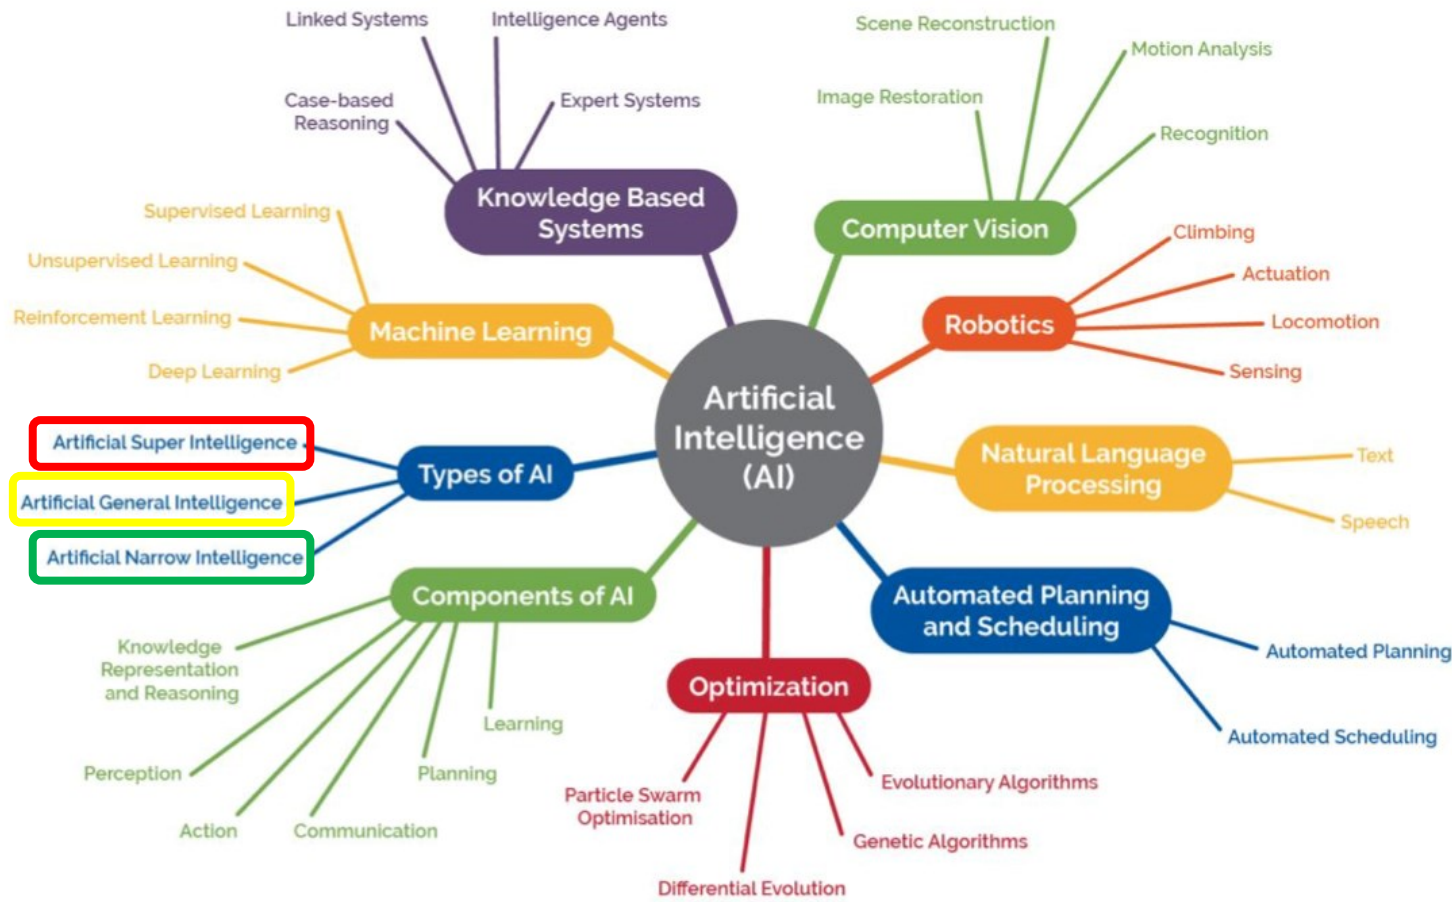 Linked Systems
Intelligence Agents
Case-based
Reasoning
Expert Systems
Knowledge Based
Systems
Scene Reconstruction
Motion Analysis
Image Restoration
Recognition
Computer Vision
Supervised Learning
Unsupervised Learning
Reinforcement Learning
Deep Learning
Machine Learning
Climbing
Actuation
Locomotion
Sensing
Robotics
Artificial
Intelligence
(AI)
Artificial Super Intelligence
Artificial General Intelligence
Artificial Narrow Intelligence
Types of AI
Natural Language
Processing
Text
Speech
Components of AI
Knowledge
Representation
and Reasoning
Perception
Action
Communication
Planning
Learning
Optimization
Particle Swarm
Optimisation
Differential Evolution
Genetic Algorithms
Evolutionary Algorithms
Automated Planning
and Scheduling
Automated Planning
Automated Scheduling